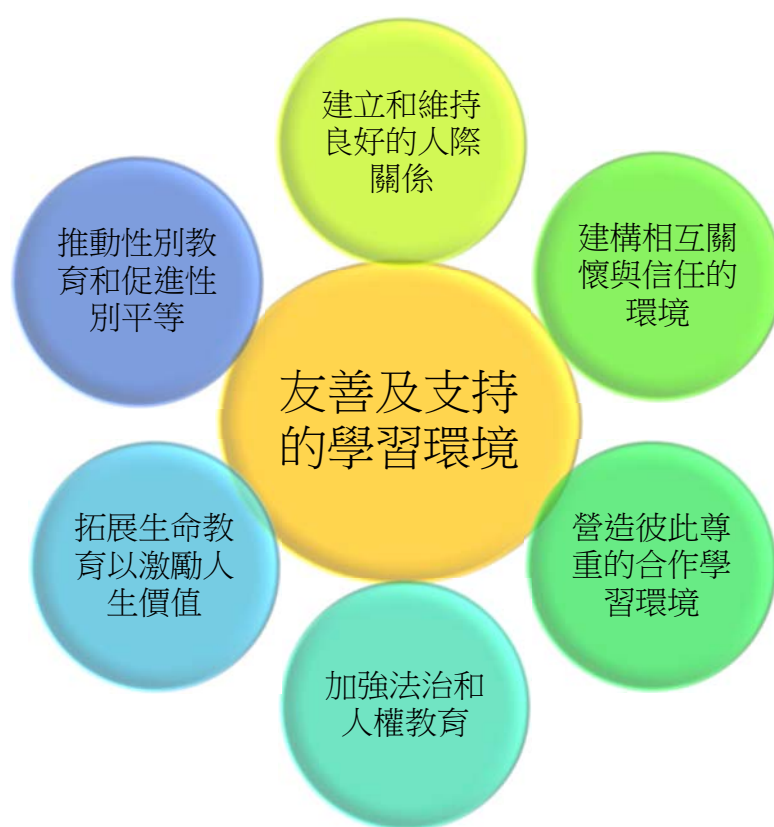 建立和維持
良好的人際
關係
建構相互關
懷與信任的
環境
營造彼此尊
重的合作學
習環境
加強法治和
人權教育
拓展生命教
育以激勵人
生價值
推動性別教
育和促進性
別平等
友善及支持
的學習環境